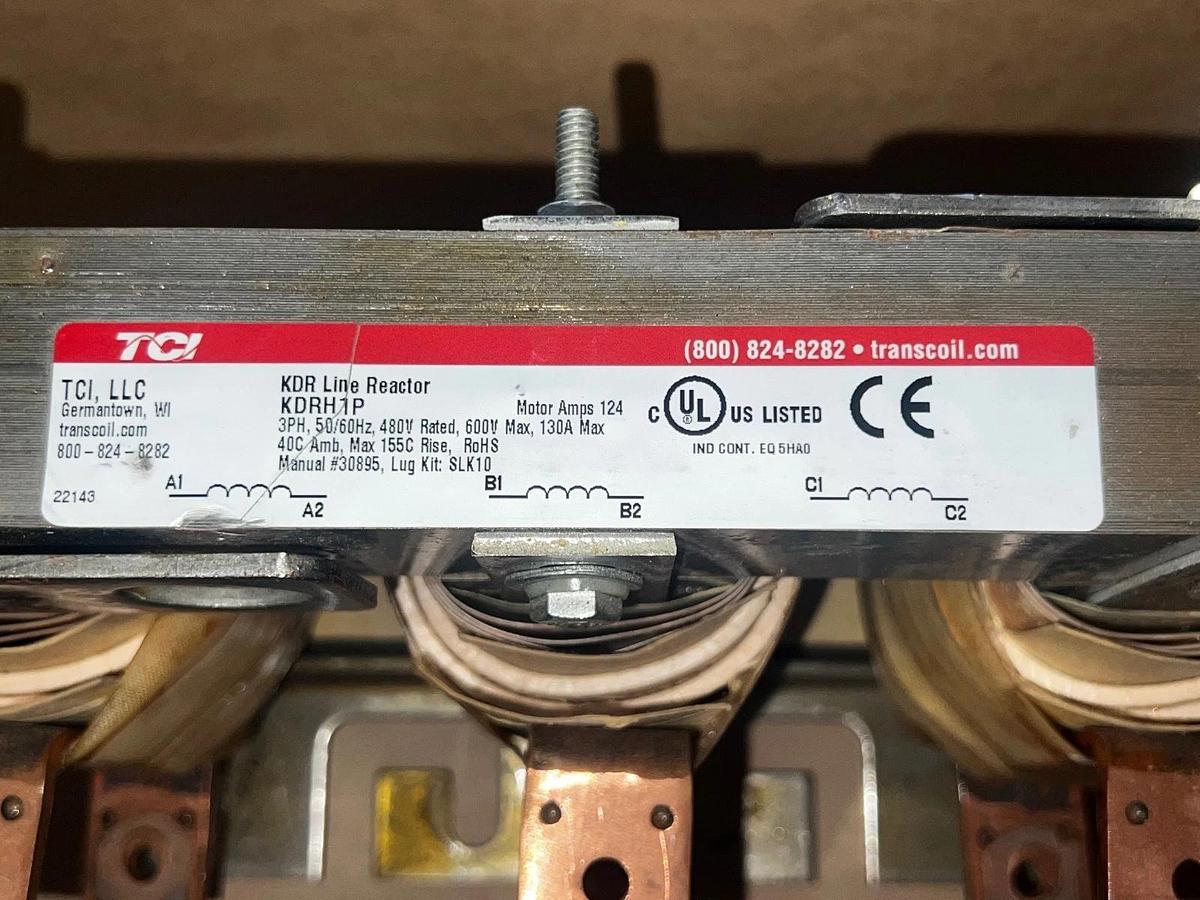 TCI
(800) 824-8282 • transcoil.com
TCI, LLC
Germantown, WI
transcoil.com
800-824-8282
22143
KDR Line Reactor
KDRH1P
Motor Amps 124
3PH, 50/60Hz, 480V Rated, 600V Max, 130A Max
40C Amb, Max 155C Rise, RoHS
Manual #30895, Lug Kit: SLK10
C UL ® US LISTED
IND CONT. EQ 5HA0
CE
A1
A2
B1
B2
C1
C2